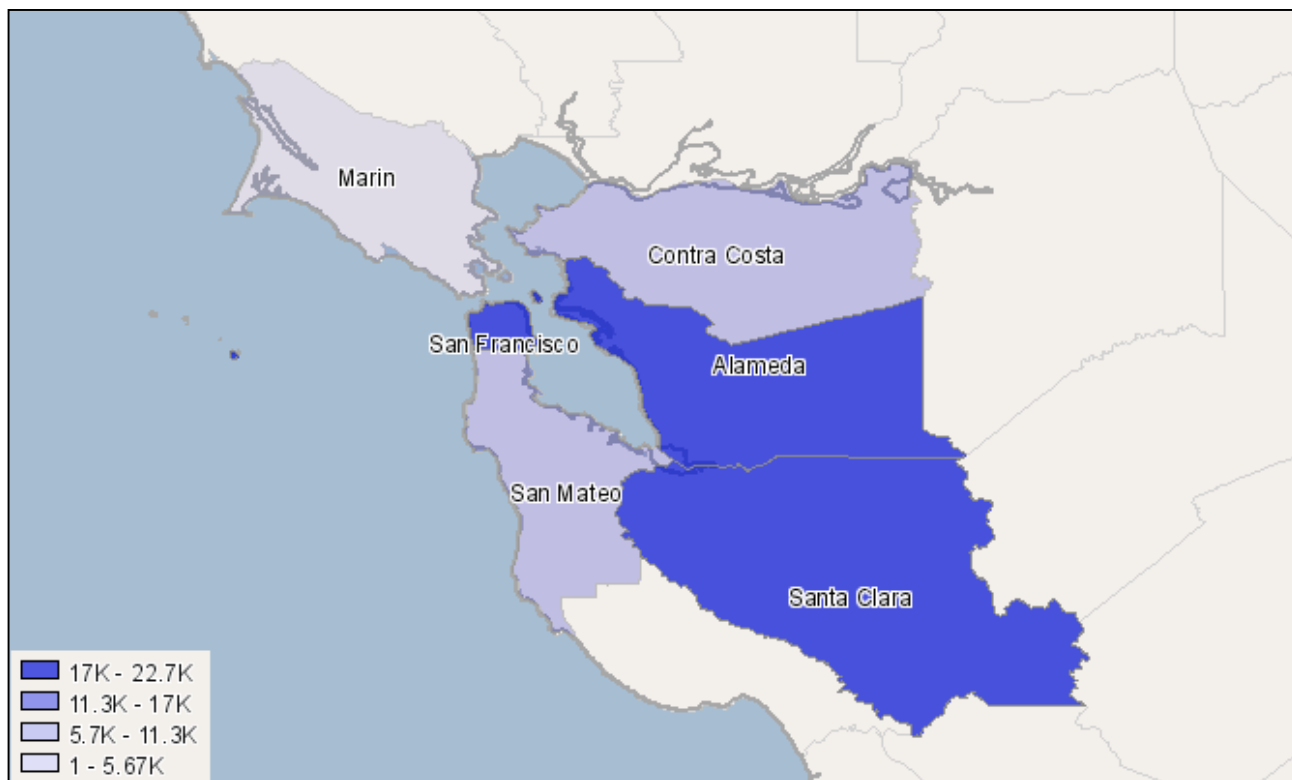 Marin
Contra Costa
San Francisco
Alameda
San Mateo
Santa Clara
17K - 22.7K
11.3K - 17K
5.7K - 11.3K
1 - 5.67K